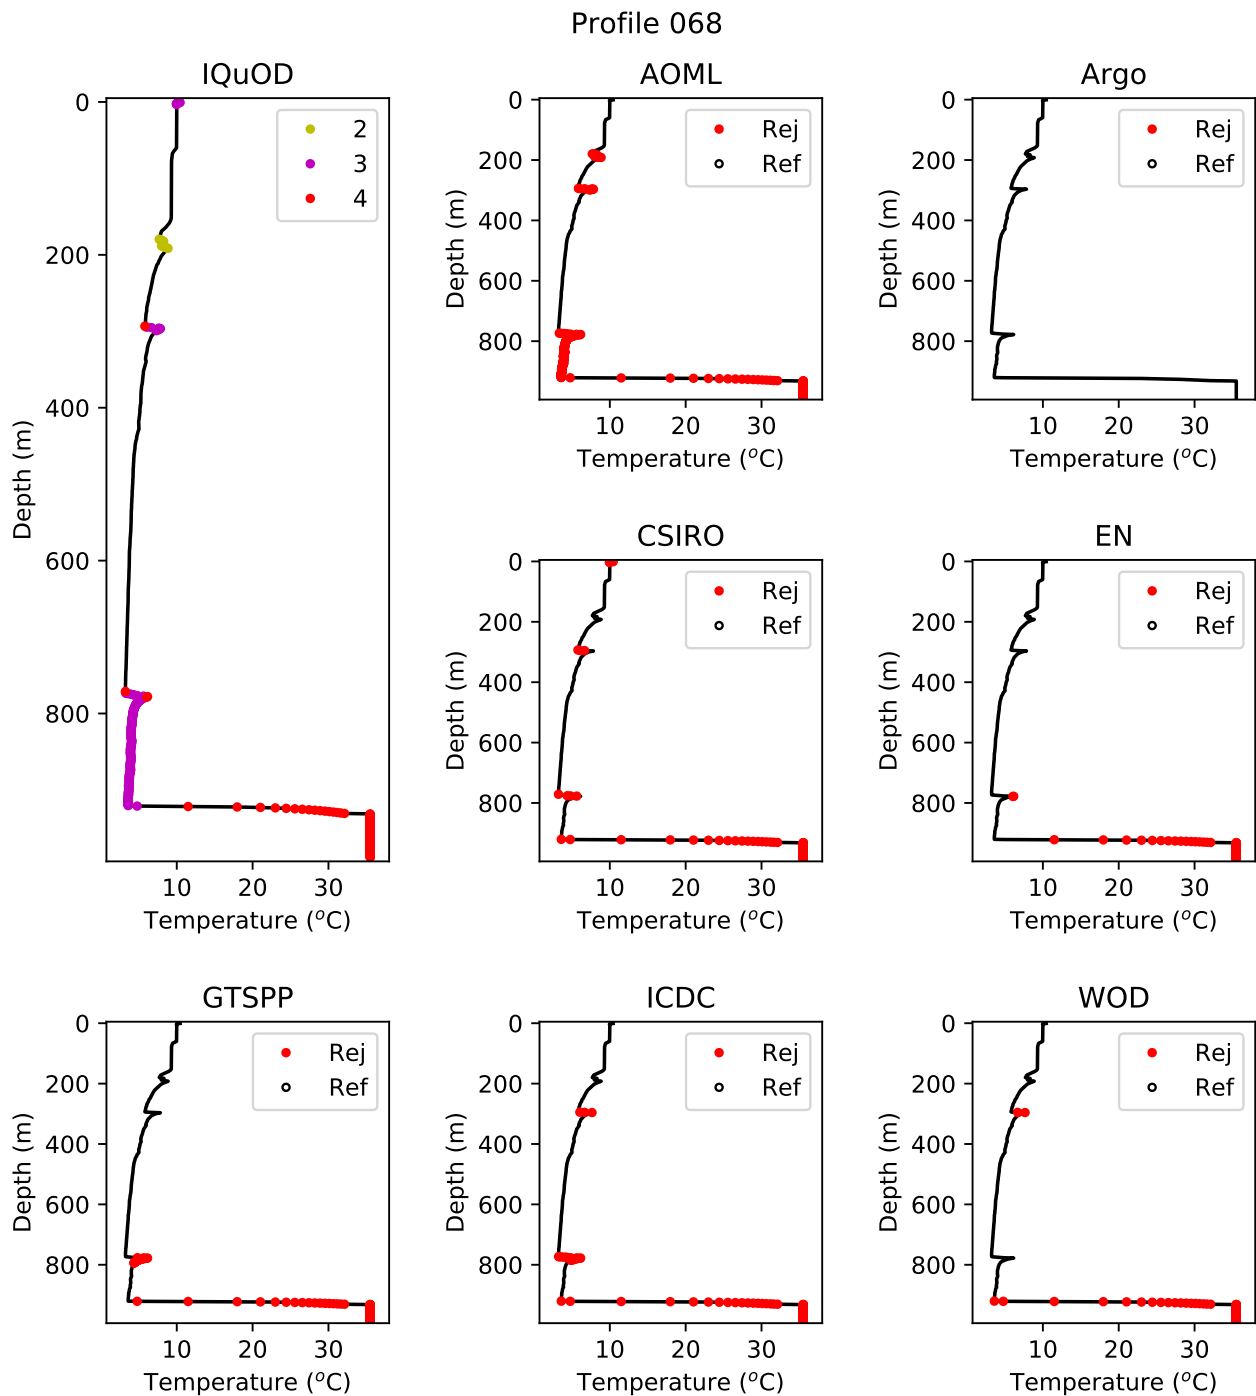 Profile 068
IQuOD
0
200
400
600
800
Depth (m)
10 20 30
Temperature (°C)
2
3
4
AOML
0
200
400
600
800
Depth (m)
10 20 30
Temperature (°C)
Rej
Ref
Argo
0
200
400
600
800
Depth (m)
10 20 30
Temperature (°C)
Rej
Ref
CSIRO
0
200
400
600
800
Depth (m)
10 20 30
Temperature (°C)
Rej
Ref
EN
0
200
400
600
800
Depth (m)
10 20 30
Temperature (°C)
Rej
Ref
GTSPP
0
200
400
600
800
Depth (m)
10 20 30
Temperature (°C)
Rej
Ref
ICDC
0
200
400
600
800
Depth (m)
10 20 30
Temperature (°C)
Rej
Ref
WOD
0
200
400
600
800
Depth (m)
10 20 30
Temperature (°C)
Rej
Ref